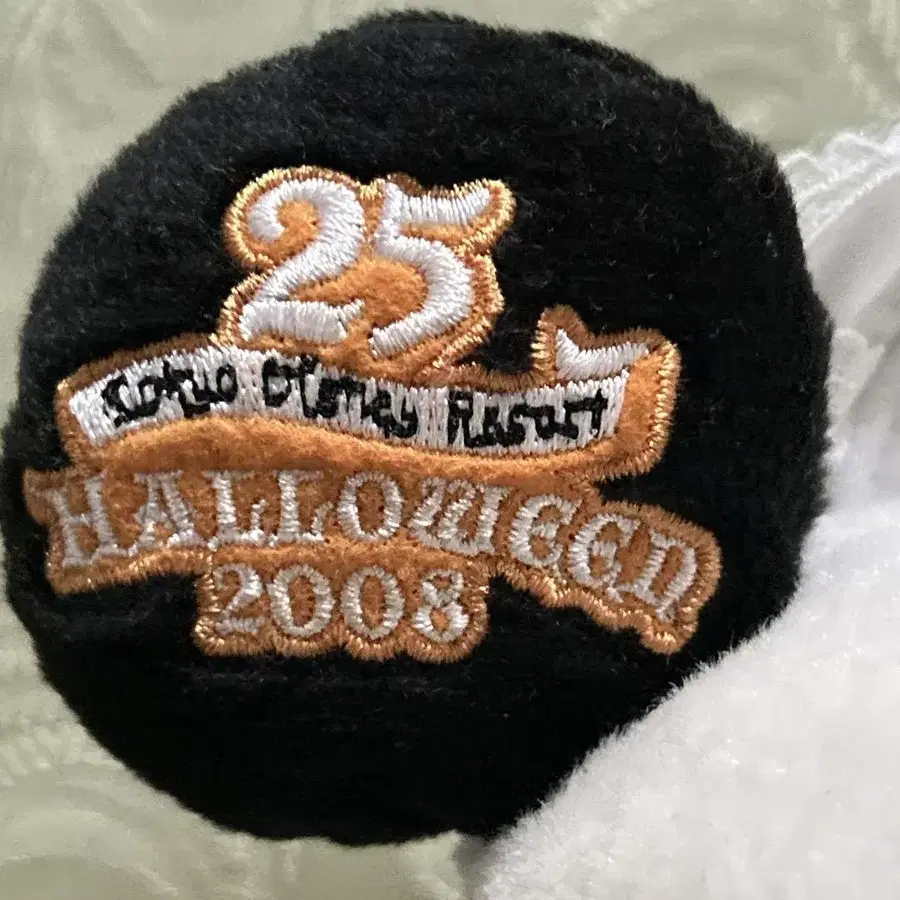 25
Tokyo Disney Resort
HALLOWEEN
2008